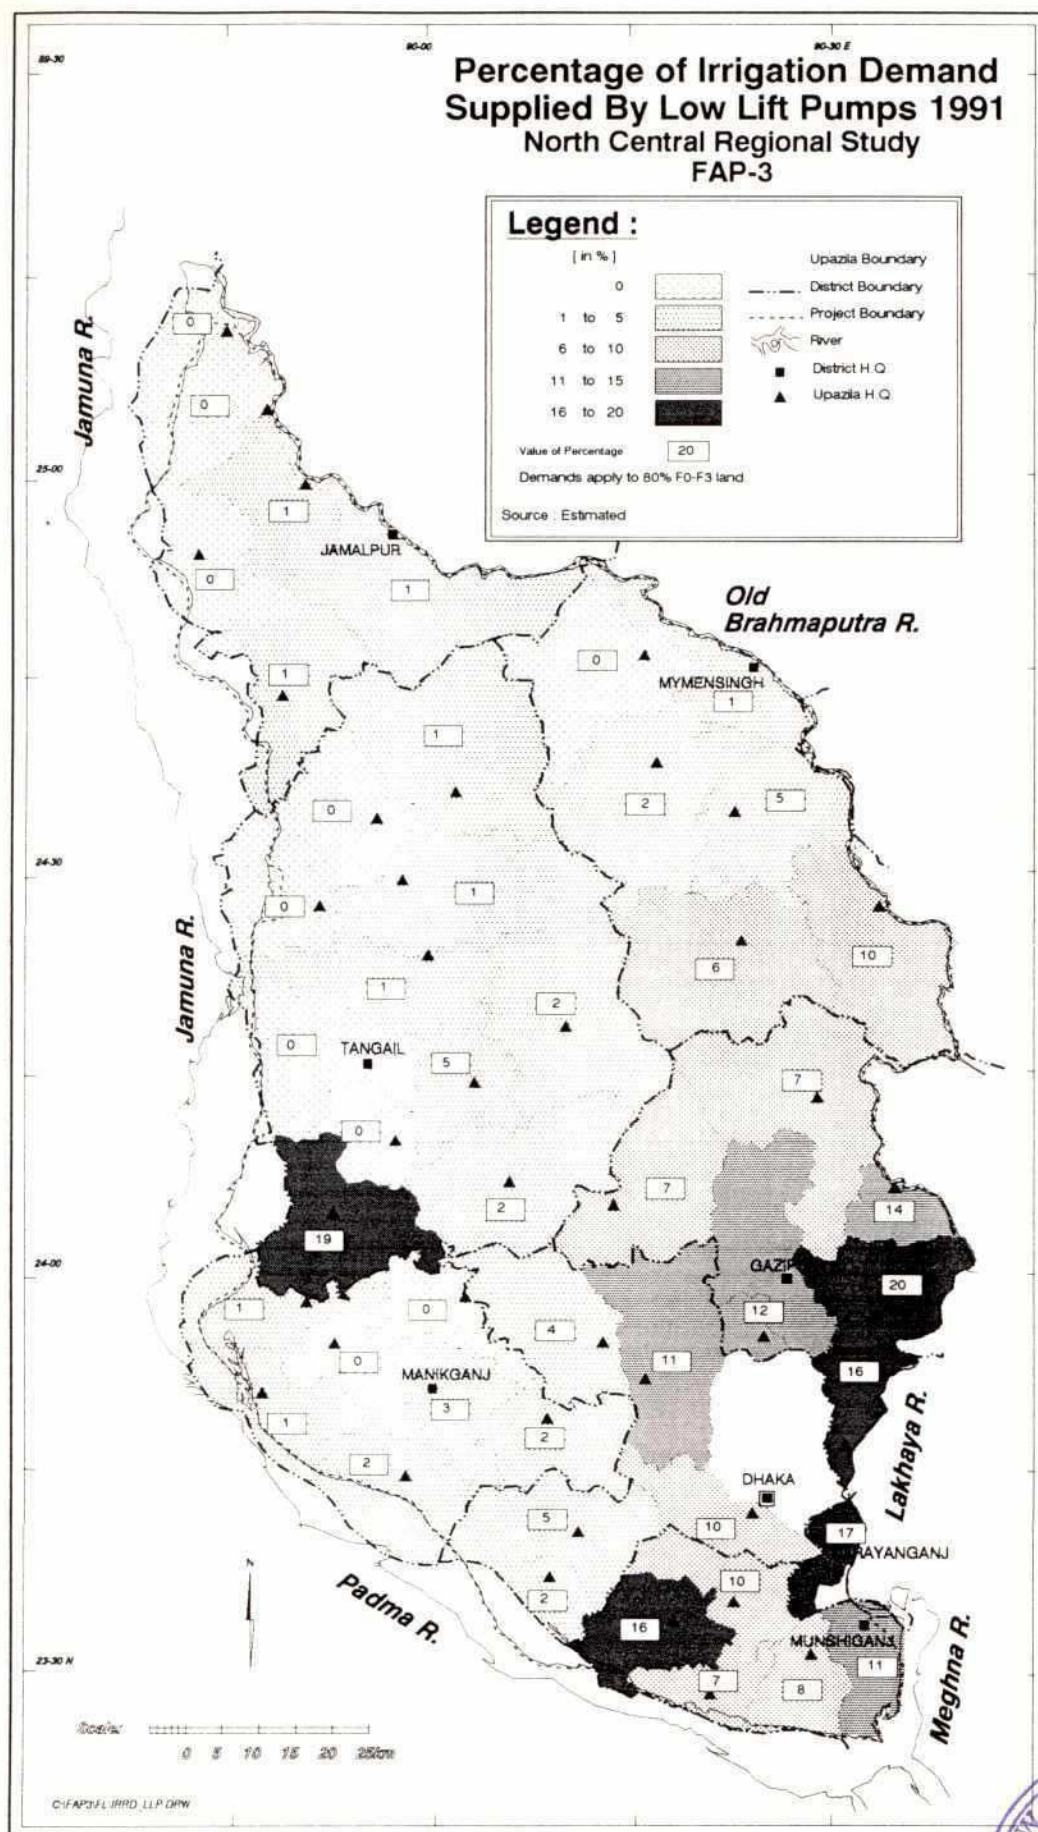 89-30
90-00
90-30 E
Percentage of Irrigation Demand
Supplied By Low Lift Pumps 1991
North Central Regional Study
FAP-3
Legend :
[ in % ]
0
1 to 5
6 to 10
11 to 15
16 to 20
Value of Percentage 20
Demands apply to 80% F0-F3 land
Source : Estimated
Upazila Boundary
District Boundary
Project Boundary
River
District H.Q.
Upazila H.Q.
Jamuna R.
0
0
25-00
1
JAMALPUR
0
1
Old
Brahmaputra R.
0
1
MYMENSINGH
1
1
0
2
5
24-30
1
0
Jamuna R.
6
10
1
2
0
TANGAIL
5
7
0
7
2
14
19
24-00
GAZIP
20
1
0
12
4
0
11
16
MANIKGANJ
3
1
2
2
Lakhaya R.
DHAKA
5
10
17
RAYANGANJ
N
10
Padma R.
2
16
MUNSHIGANJ
11
23-30 N
7
8
Meghna R.
Scale:
0 5 10 15 20 25km
C:\FAP3\FL\IRRD_LLP.DRW